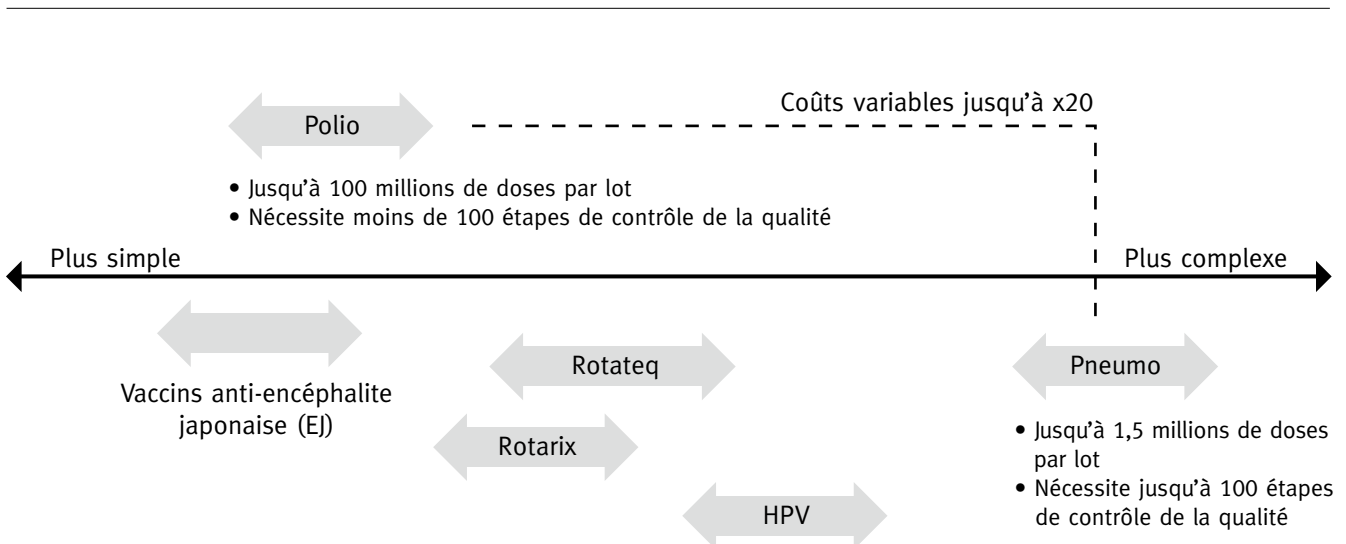 Coûts variables jusqu'à x20
Polio
• Jusqu'à 100 millions de doses par lot
• Nécessite moins de 100 étapes de contrôle de la qualité
Plus simple
Plus complexe
Vaccins anti-encéphalite
japonaise (EJ)
Rotateq
Rotarix
HPV
Pneumo
• Jusqu'à 1,5 millions de doses
par lot
• Nécessite jusqu'à 100 étapes
de contrôle de la qualité